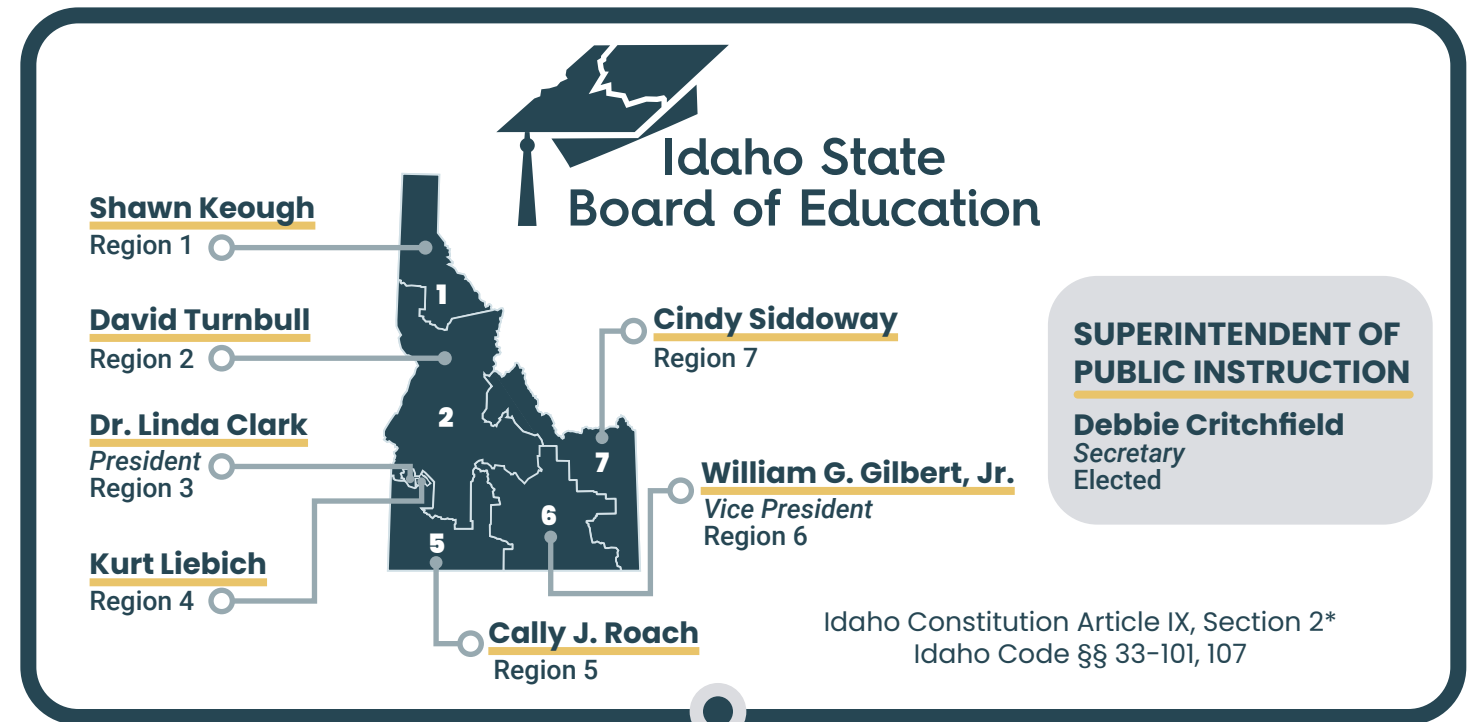 Idaho State
Board of Education
Shawn Keough
Region 1
David Turnbull
Region 2
Dr. Linda Clark
President
Region 3
Kurt Liebich
Region 4
1
2
7
6
5
Cindy Siddoway
Region 7
William G. Gilbert, Jr.
Vice President
Region 6
Cally J. Roach
Region 5
SUPERINTENDENT OF
PUBLIC INSTRUCTION
Debbie Critchfield
Secretary
Elected
Idaho Constitution Article IX, Section 2*
Idaho Code §§ 33-101, 107